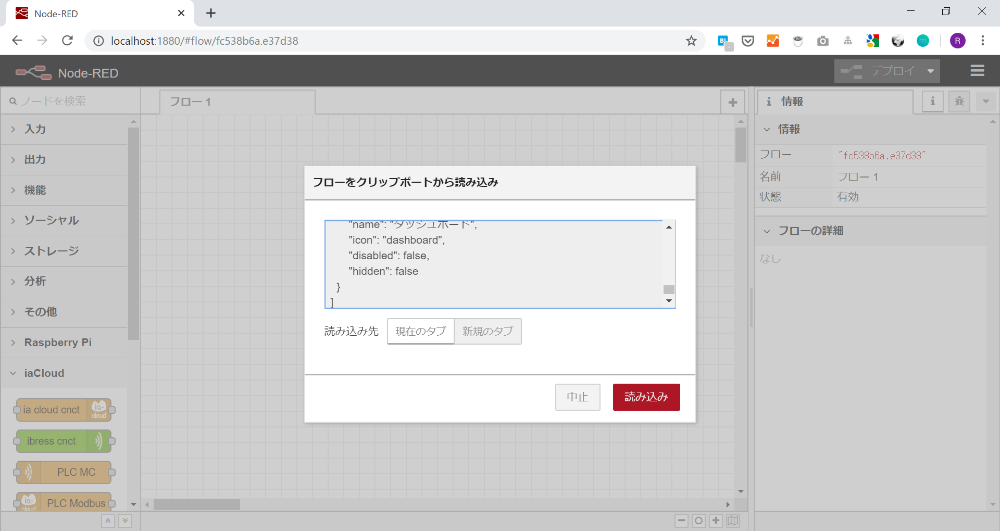 Node-RED
localhost:1880/#flow/fc538b6a.e37d38
R
Node-RED
デプロイ
ノードを検索
フロー 1
情報
入力
出力
機能
ソーシャル
ストレージ
分析
その他
Raspberry Pi
iaCloud
ia cloud cnct
ia-
cloud
ibress cnct
PLC MC
ia-
cloud
PLC Modbus
フローをクリップボートから読み込み
"name": "ダッシュボード",
"icon": "dashboard",
"disabled": false,
"hidden": false
}
]
読み込み先
現在のタブ
新規のタブ
中止
読み込み
情報
フロー "fc538b6a.e37d38"
名前 フロー 1
状態 有効
フローの詳細
なし